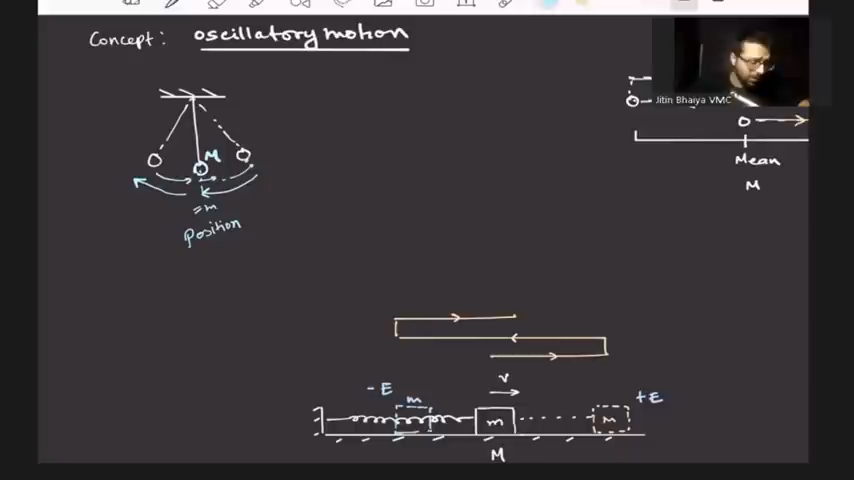 Concept: oscillatory motion
Jitin Bhaiya VMC
M
Mean
M
= m
Position
v
- E
m
+ E
m
m
M